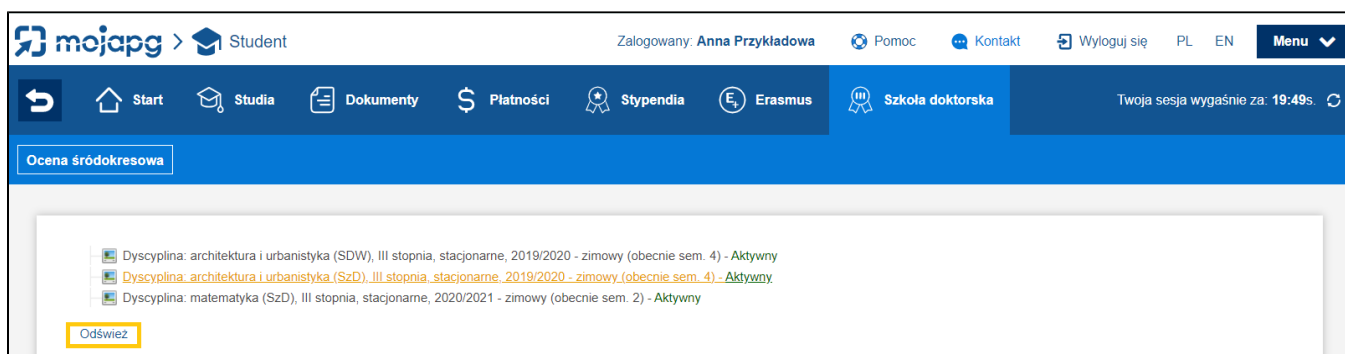 mojapg > Student Zalogowany: Anna Przykładowa Pomoc Kontakt Wyloguj się PL EN Menu
Start Studia Dokumenty Płatności Stypendia E+ Erasmus III Szkoła doktorska Twoja sesja wygaśnie za: 19:49s.
Ocena śródokresowa
Dyscyplina: architektura i urbanistyka (SDW), III stopnia, stacjonarne, 2019/2020 - zimowy (obecnie sem. 4) - Aktywny
Dyscyplina: architektura i urbanistyka (SzD), III stopnia, stacjonarne, 2019/2020 - zimowy (obecnie sem. 4) - Aktywny
Dyscyplina: matematyka (SzD), III stopnia, stacjonarne, 2020/2021 - zimowy (obecnie sem. 2) - Aktywny
Odśwież